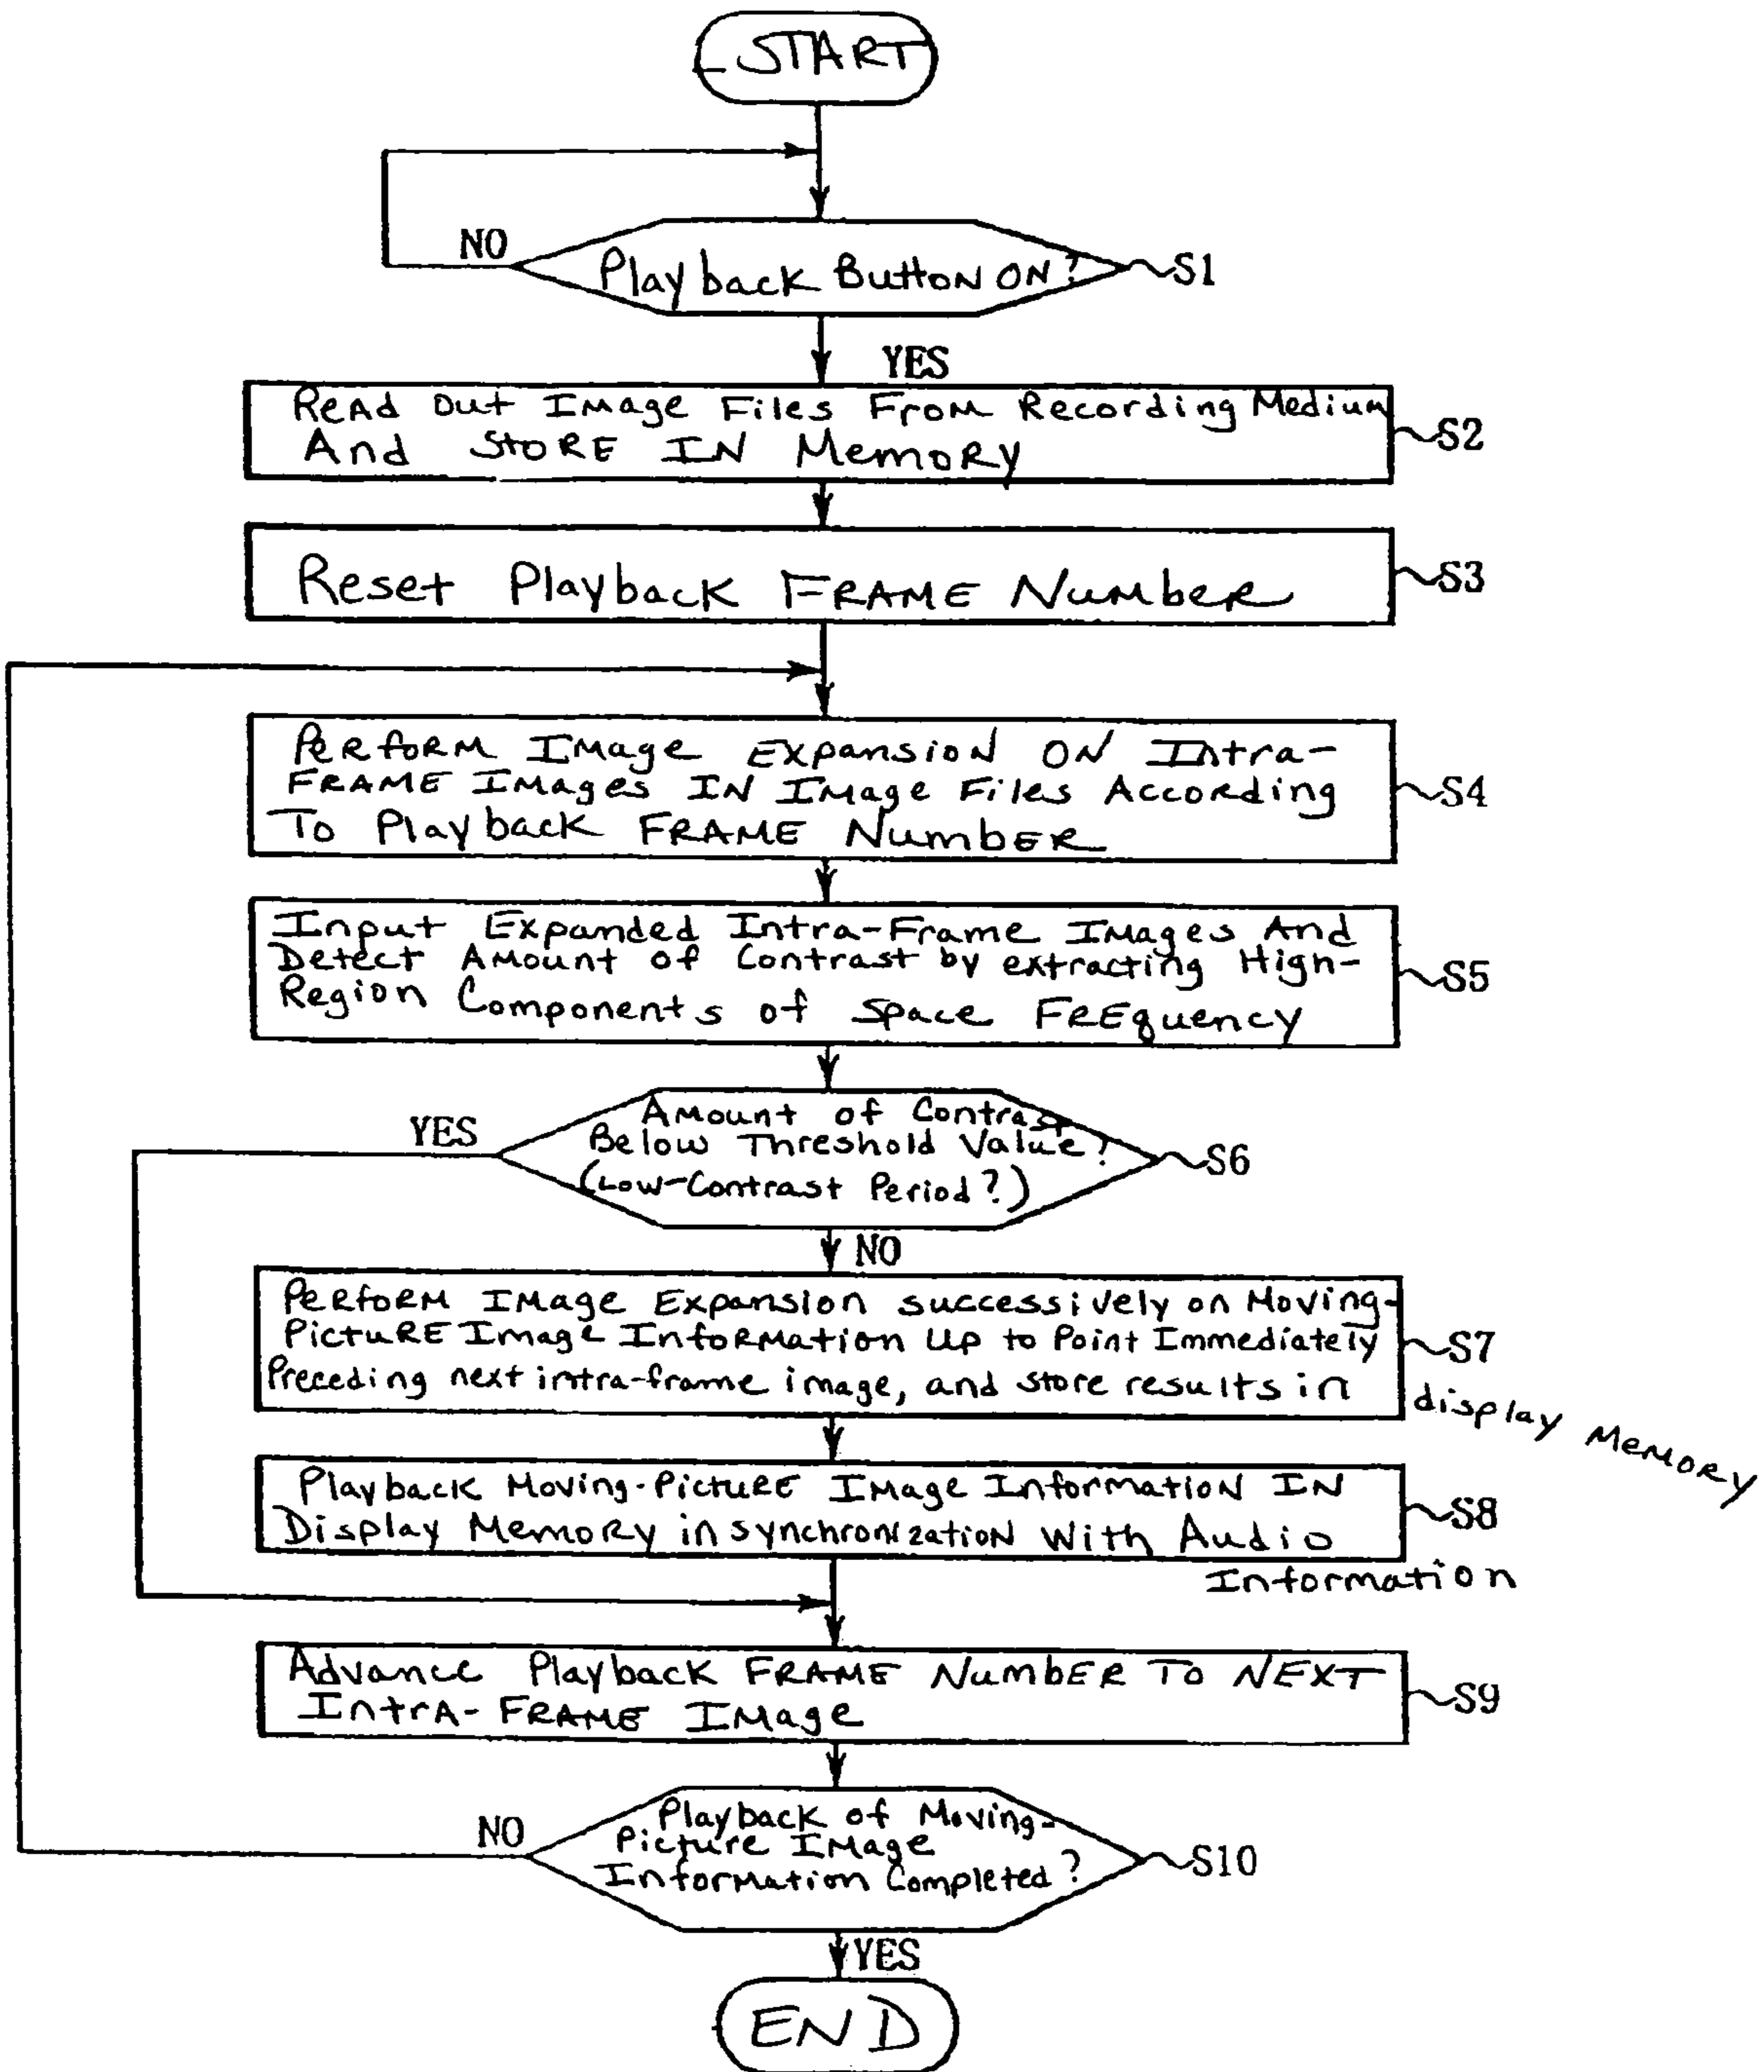 START
NO
Playback Button ON?
S1
YES
Read Out Image Files From Recording Medium
And Store IN Memory
S2
Reset Playback Frame Number
S3
Perform Image Expansion ON Intra-
Frame Images IN Image Files According
To Playback Frame Number
S4
Input Expanded Intra-Frame Images And
Detect Amount of Contrast by extracting High-
Region Components of Space Frequency
S5
YES
Amount of Contrast
Below Threshold Value?
(Low-Contrast Period?)
S6
NO
Perform Image Expansion successively on Moving-
Picture Image Information Up to Point Immediately
Preceding next intra-frame image, and store results in
display Memory
S7
Playback Moving-Picture Image Information IN
Display Memory in synchronization With Audio
Information
S8
Advance Playback Frame Number To Next
Intra-Frame Image
S9
NO
Playback of Moving-
Picture Image
Information Completed?
S10
YES
END